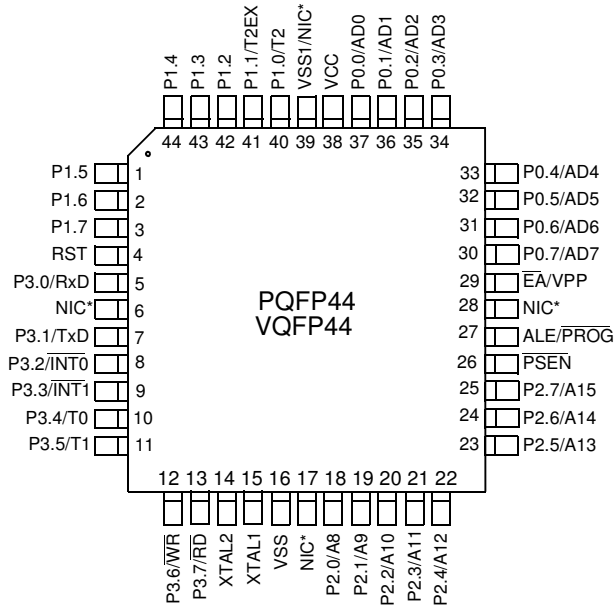 P1.4
P1.3
P1.2
P1.1/T2EX
P1.0/T2
VSS1/NIC*
VCC
P0.0/AD0
P0.1/AD1
P0.2/AD2
P0.3/AD3
44 43 42 41 40 39 38 37 36 35 34
P1.5 1
P1.6 2
P1.7 3
RST 4
P3.0/RxD 5
NIC* 6
P3.1/TxD 7
P3.2/INT0 8
P3.3/INT1 9
P3.4/T0 10
P3.5/T1 11
PQFP44
VQFP44
33 P0.4/AD4
32 P0.5/AD5
31 P0.6/AD6
30 P0.7/AD7
29 EA/VPP
28 NIC*
27 ALE/PROG
26 PSEN
25 P2.7/A15
24 P2.6/A14
23 P2.5/A13
12 13 14 15 16 17 18 19 20 21 22
P3.6/WR
P3.7/RD
XTAL2
XTAL1
VSS
NIC*
P2.0/A8
P2.1/A9
P2.2/A10
P2.3/A11
P2.4/A12